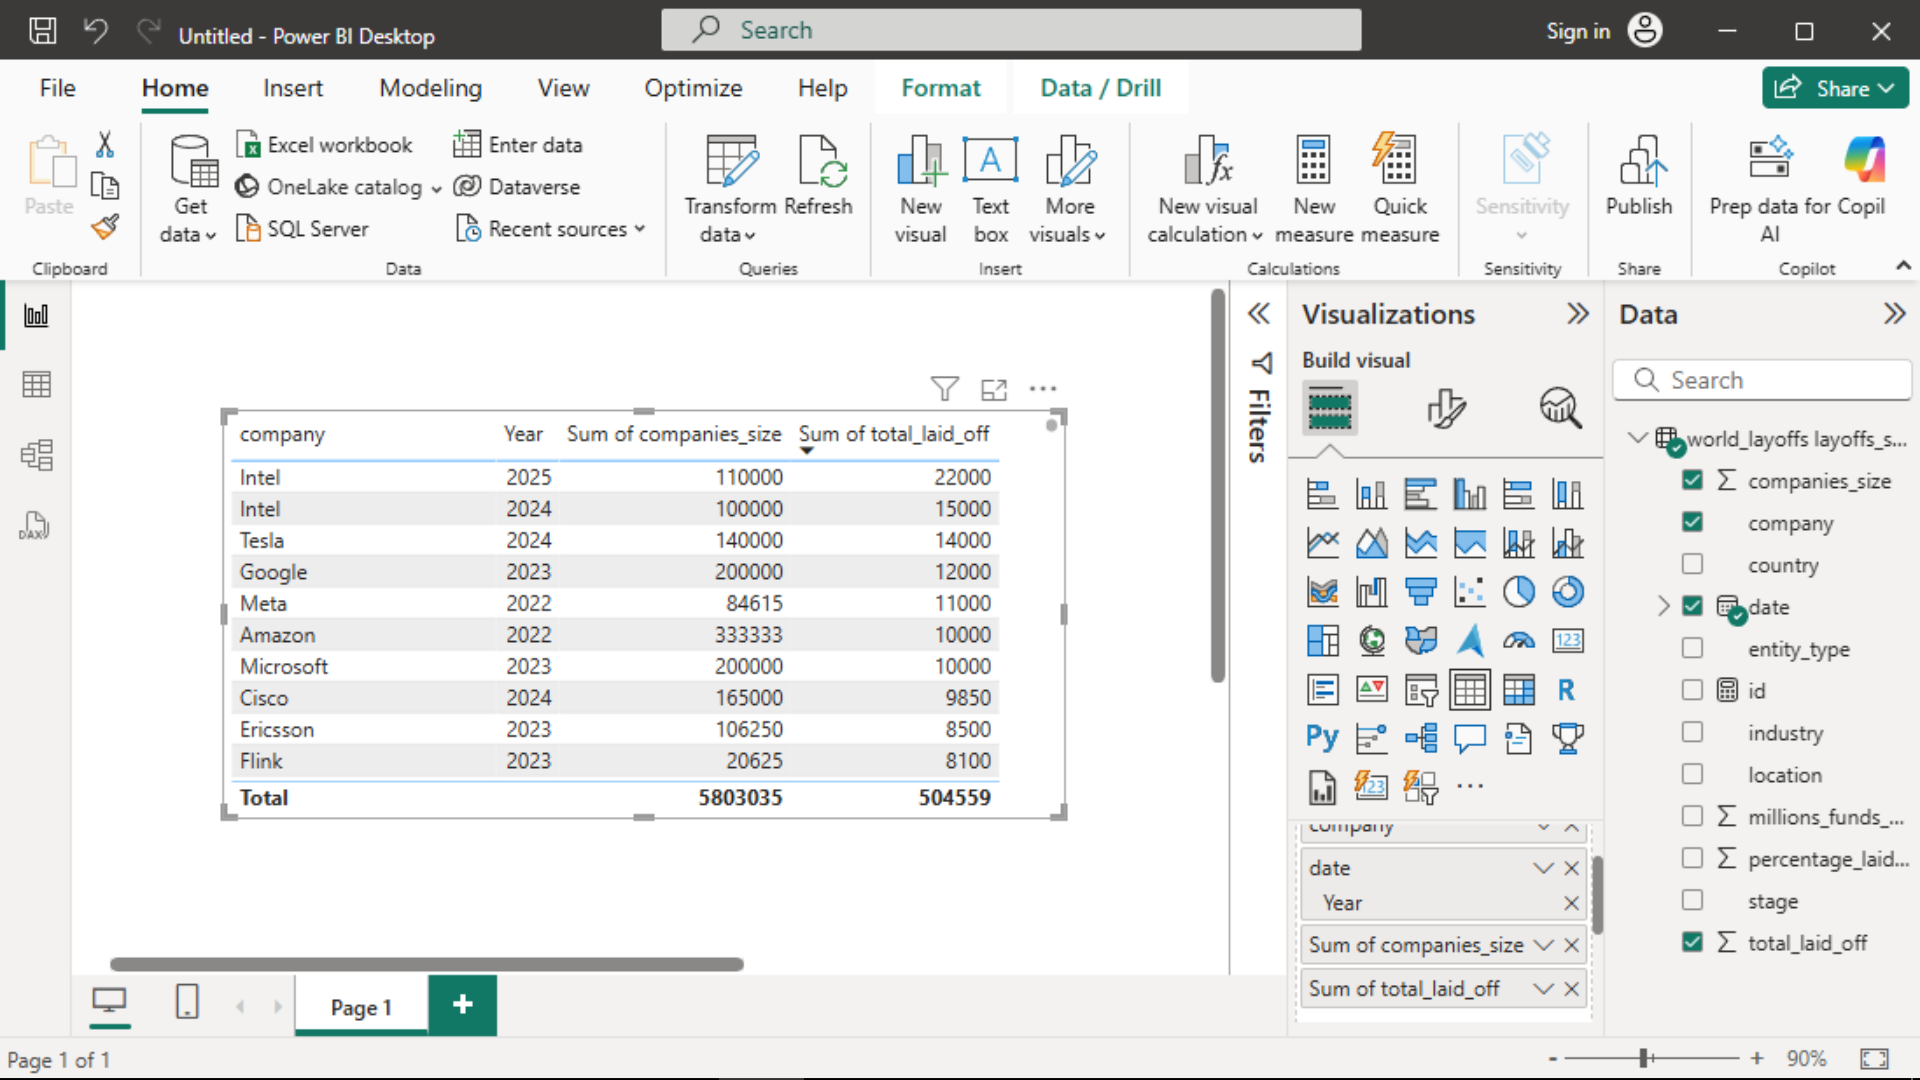 Untitled - Power BI Desktop
Search
Sign in
File
Home
Insert
Modeling
View
Optimize
Help
Format
Data / Drill
Share
Paste
Clipboard
Get data
Excel workbook
OneLake catalog
SQL Server
Enter data
Dataverse
Recent sources
Data
Transform data
Refresh
Queries
New visual
Text box
More visuals
Insert
New visual calculation
New measure
Quick measure
Calculations
Sensitivity
Sensitivity
Publish
Share
Prep data for AI
Copil
Copilot
DAX
company Year Sum of companies_size Sum of total_laid_off
Intel 2025 110000 22000
Intel 2024 100000 15000
Tesla 2024 140000 14000
Google 2023 200000 12000
Meta 2022 84615 11000
Amazon 2022 333333 10000
Microsoft 2023 200000 10000
Cisco 2024 165000 9850
Ericsson 2023 106250 8500
Flink 2023 20625 8100
Total 5803035 504559
Filters
Visualizations
Build visual
123
R
Py
123
company
date
Year
Sum of companies_size
Sum of total_laid_off
Data
Search
world_layoffs layoffs_s...
companies_size
company
country
date
entity_type
id
industry
location
millions_funds_...
percentage_laid...
stage
total_laid_off
Page 1
Page 1 of 1
90%